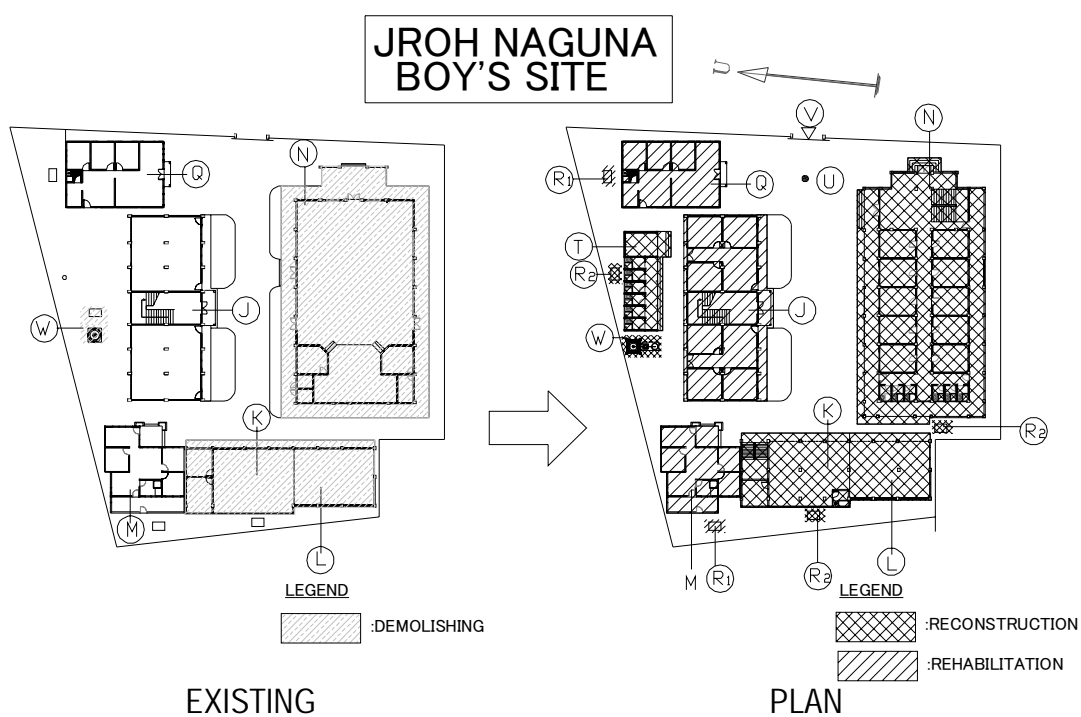 JROH NAGUNA
BOY'S SITE
U
V
N
N
Q
R1
Q
U
T
R2
W
J
W
J
K
K
R2
M
L
M
R1
R2
L
LEGEND
:DEMOLISHING
LEGEND
:RECONSTRUCTION
:REHABILITATION
EXISTING
PLAN